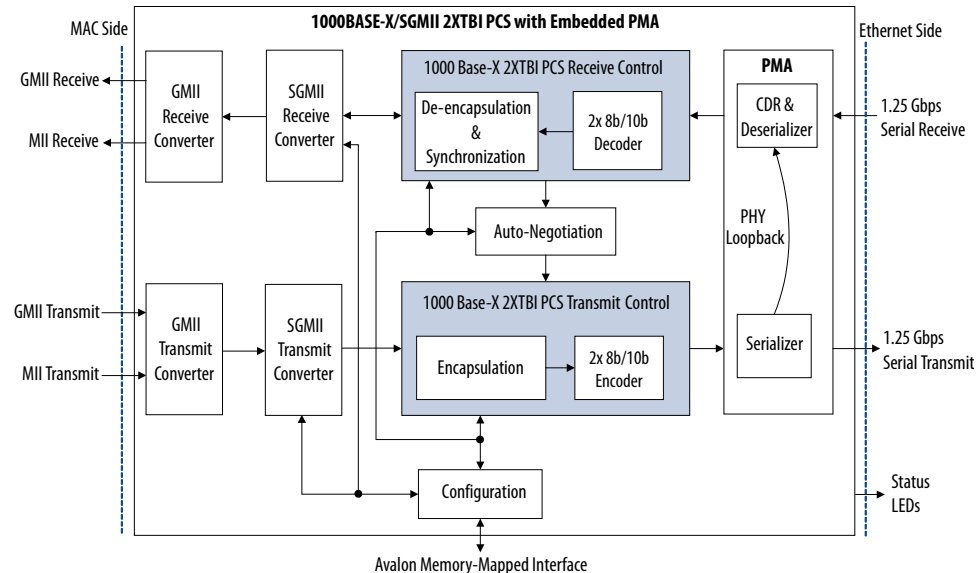 1000BASE-X/SGMII 2XTBI PCS with Embedded PMA
MAC Side
Ethernet Side
GMII Receive
MII Receive
GMII
Receive
Converter
SGMII
Receive
Converter
1000 Base-X 2XTBI PCS Receive Control
De-encapsulation
&
Synchronization
2x 8b/10b
Decoder
PMA
CDR &
Deserializer
1.25 Gbps
Serial Receive
Auto-Negotiation
PHY
Loopback
GMII Transmit
MII Transmit
GMII
Transmit
Converter
SGMII
Transmit
Converter
1000 Base-X 2XTBI PCS Transmit Control
Encapsulation
2x 8b/10b
Encoder
Serializer
1.25 Gbps
Serial Transmit
Configuration
Status
LEDs
Avalon Memory-Mapped Interface